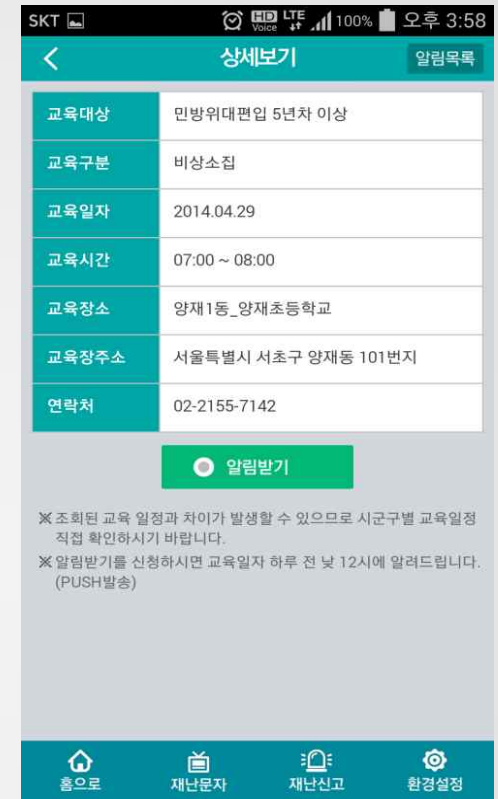 SKT HD Voice LTE 100% 오후 3:58
상세보기 알림목록
교육대상 민방위대편입 5년차 이상
교육구분 비상소집
교육일자 2014.04.29
교육시간 07:00 ~ 08:00
교육장소 양재1동_양재초등학교
교육장주소 서울특별시 서초구 양재동 101번지
연락처 02-2155-7142
알림받기
※ 조회된 교육 일정과 차이가 발생할 수 있으므로 시군구별 교육일정
직접 확인하시기 바랍니다.
※ 알림받기를 신청하시면 교육일자 하루 전 낮 12시에 알려드립니다.
(PUSH발송)
홈으로 재난문자 재난신고 환경설정